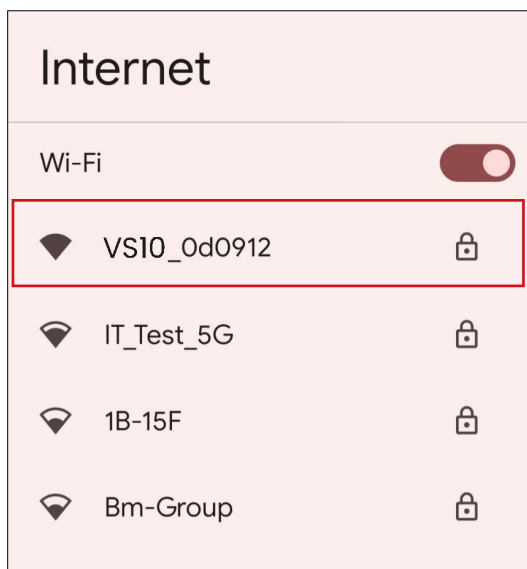 Internet
Wi-Fi
VS10_0d0912
IT_Test_5G
1B-15F
Bm-Group